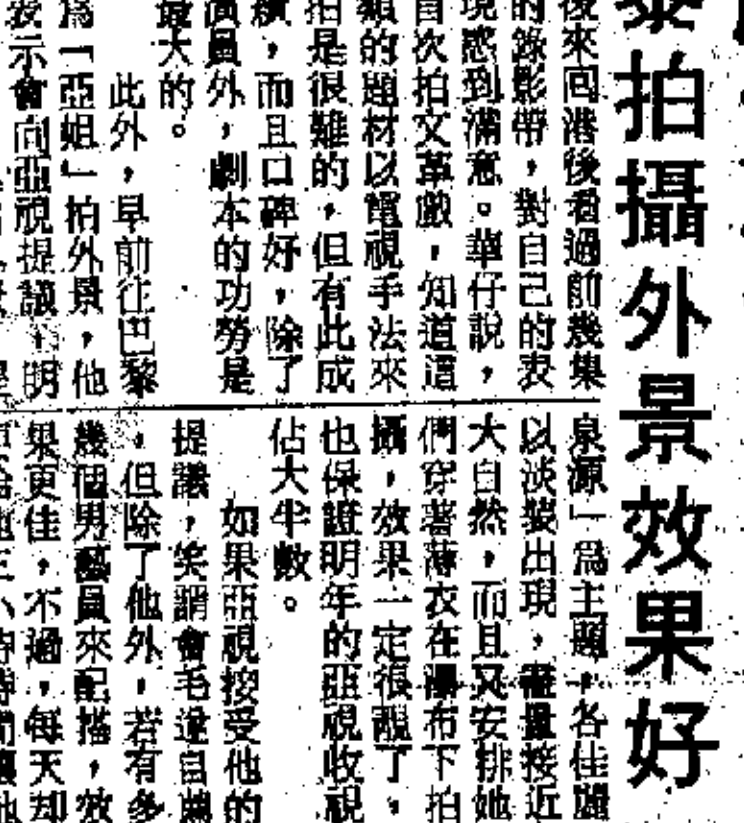 泰拍攝外景效果好
後來回港後看過前幾集
的錄影帶，對自己的表
現感到滿意。華仔說，
首次拍文革戲，知道這
類的題材以電視手法來
拍是很難的，但有此成
績，而且口碑好，除了
演員外，劇本的功勞是
最大的。
此外，早前往巴黎
為「亞姐」拍外景，他
表示會向亞視提議，明
泉源」為主題，各佳麗
以淡裝出現，盡量接近
大自然，而且又安排她
們穿著薄衣在瀑布下拍
攝，效果一定很靚了，
也保證明年的亞視收視
佔大半數。
如果亞視接受他的
提議，笑謂會毛遂自薦
，但除了他外，若有多
幾個男藝員來配搭，效
果更佳，不過，每天却